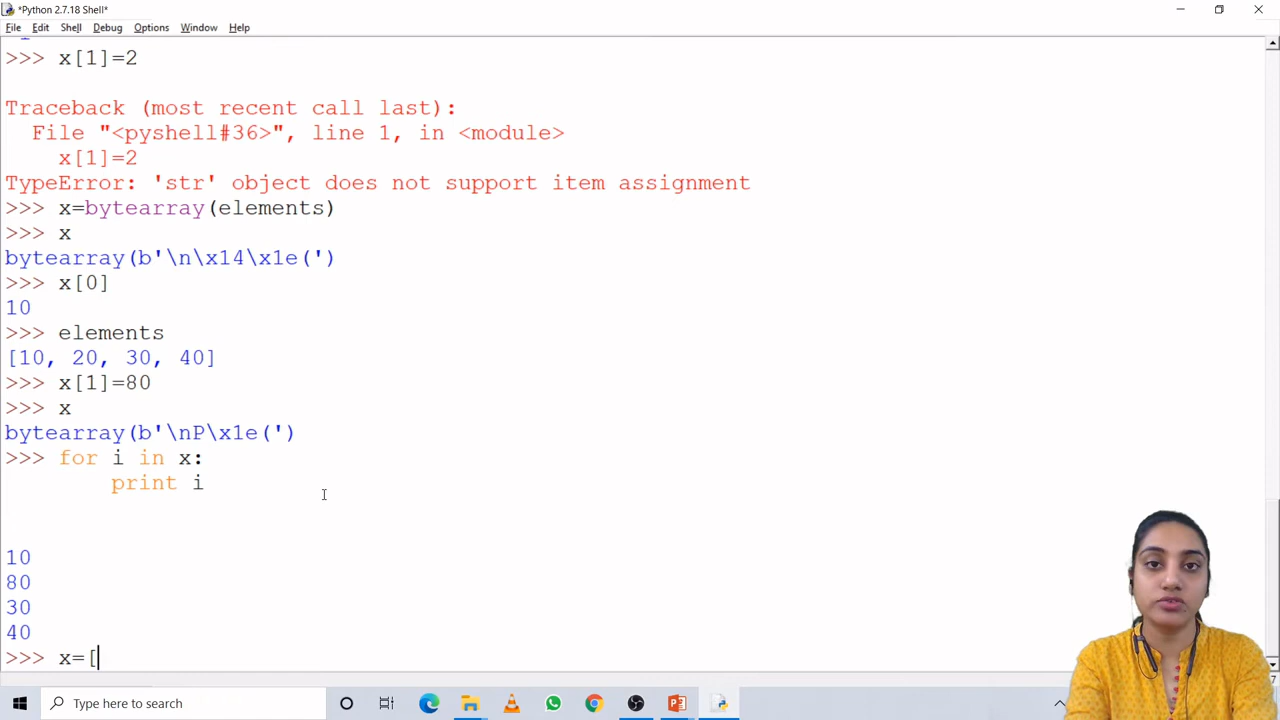 *Python 2.7.18 Shell*
File Edit Shell Debug Options Window Help
>>> x[1]=2
Traceback (most recent call last):
  File "<pyshell#36>", line 1, in <module>
    x[1]=2
TypeError: 'str' object does not support item assignment
>>> x=bytearray(elements)
>>> x
bytearray(b'\n\x14\x1e(')
>>> x[0]
10
>>> elements
[10, 20, 30, 40]
>>> x[1]=80
>>> x
bytearray(b'\nP\x1e(')
>>> for i in x:
        print i
10
80
30
40
>>> x=[
Type here to search